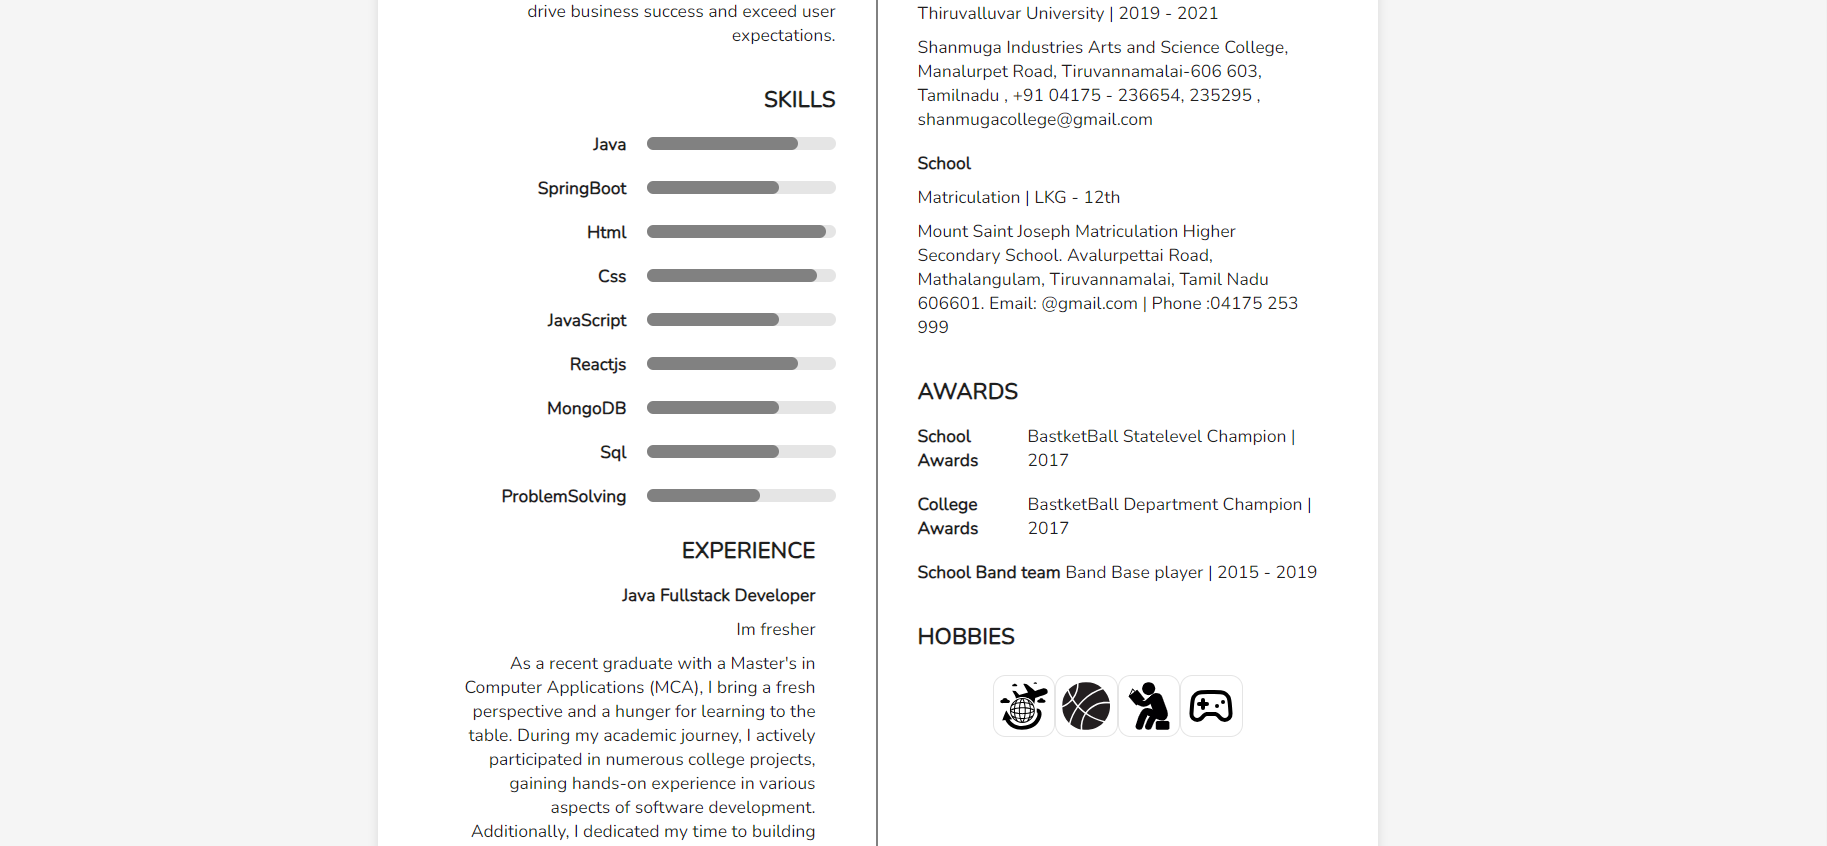 drive business success and exceed user
expectations.
SKILLS
Java
SpringBoot
Html
Css
JavaScript
Reactjs
MongoDB
Sql
ProblemSolving
EXPERIENCE
Java Fullstack Developer
Im fresher
As a recent graduate with a Master's in
Computer Applications (MCA), I bring a fresh
perspective and a hunger for learning to the
table. During my academic journey, I actively
participated in numerous college projects,
gaining hands-on experience in various
aspects of software development.
Additionally, I dedicated my time to building
Thiruvalluvar University | 2019 - 2021
Shanmuga Industries Arts and Science College,
Manalurpet Road, Tiruvannamalai-606 603,
Tamilnadu , +91 04175 - 236654, 235295 ,
shanmugacollege@gmail.com
School
Matriculation | LKG - 12th
Mount Saint Joseph Matriculation Higher
Secondary School. Avalurpettai Road,
Mathalangulam, Tiruvannamalai, Tamil Nadu
606601. Email: @gmail.com | Phone :04175 253
999
AWARDS
School Awards
BastketBall Statelevel Champion |
2017
College Awards
BastketBall Department Champion |
2017
School Band team Band Base player | 2015 - 2019
HOBBIES